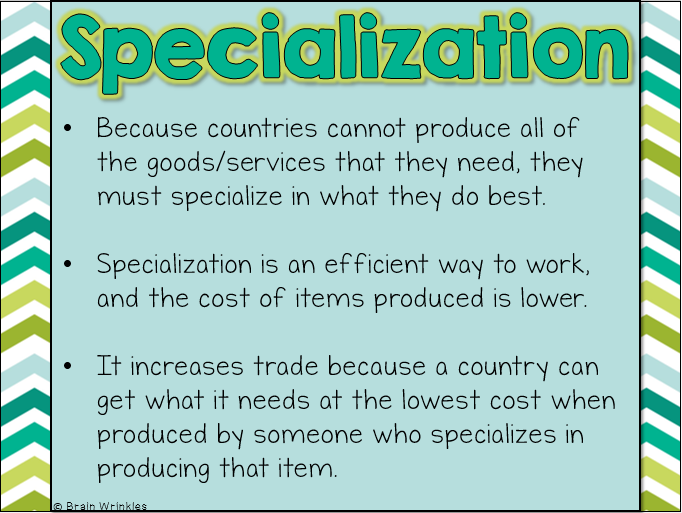 Specialization
• Because countries cannot produce all of
the goods/services that they need, they
must specialize in what they do best.
• Specialization is an efficient way to work,
and the cost of items produced is lower.
• It increases trade because a country can
get what it needs at the lowest cost when
produced by someone who specializes in
producing that item.
© Brain Wrinkles